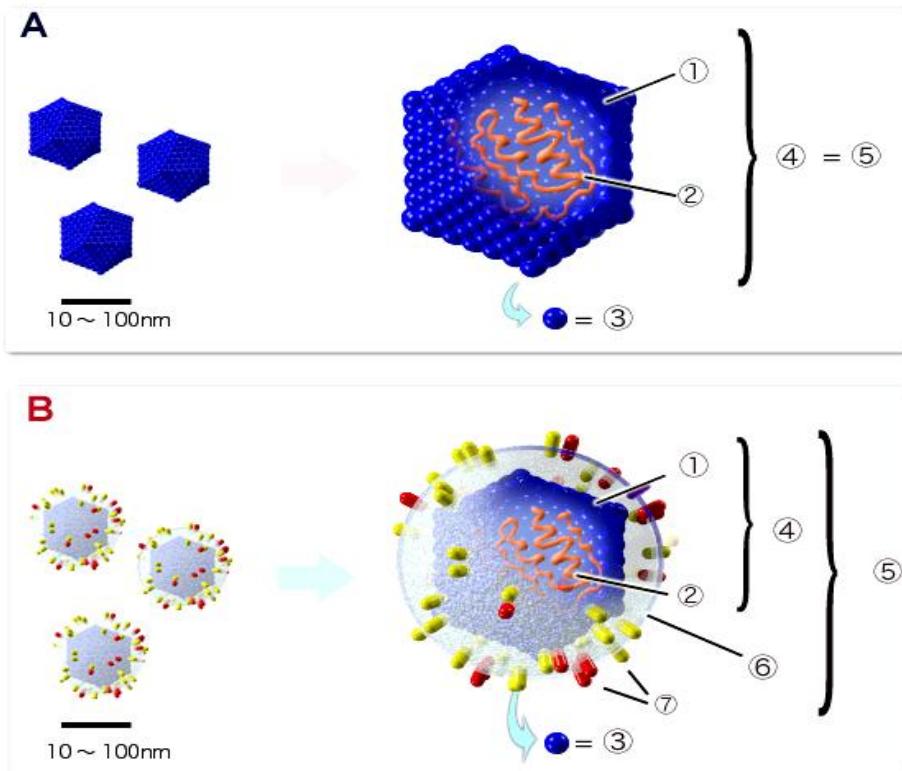 A
①
②
④ = ⑤
= ③
10 ～ 100nm
B
①
④
⑤
②
⑥
⑦
= ③
10 ～ 100nm